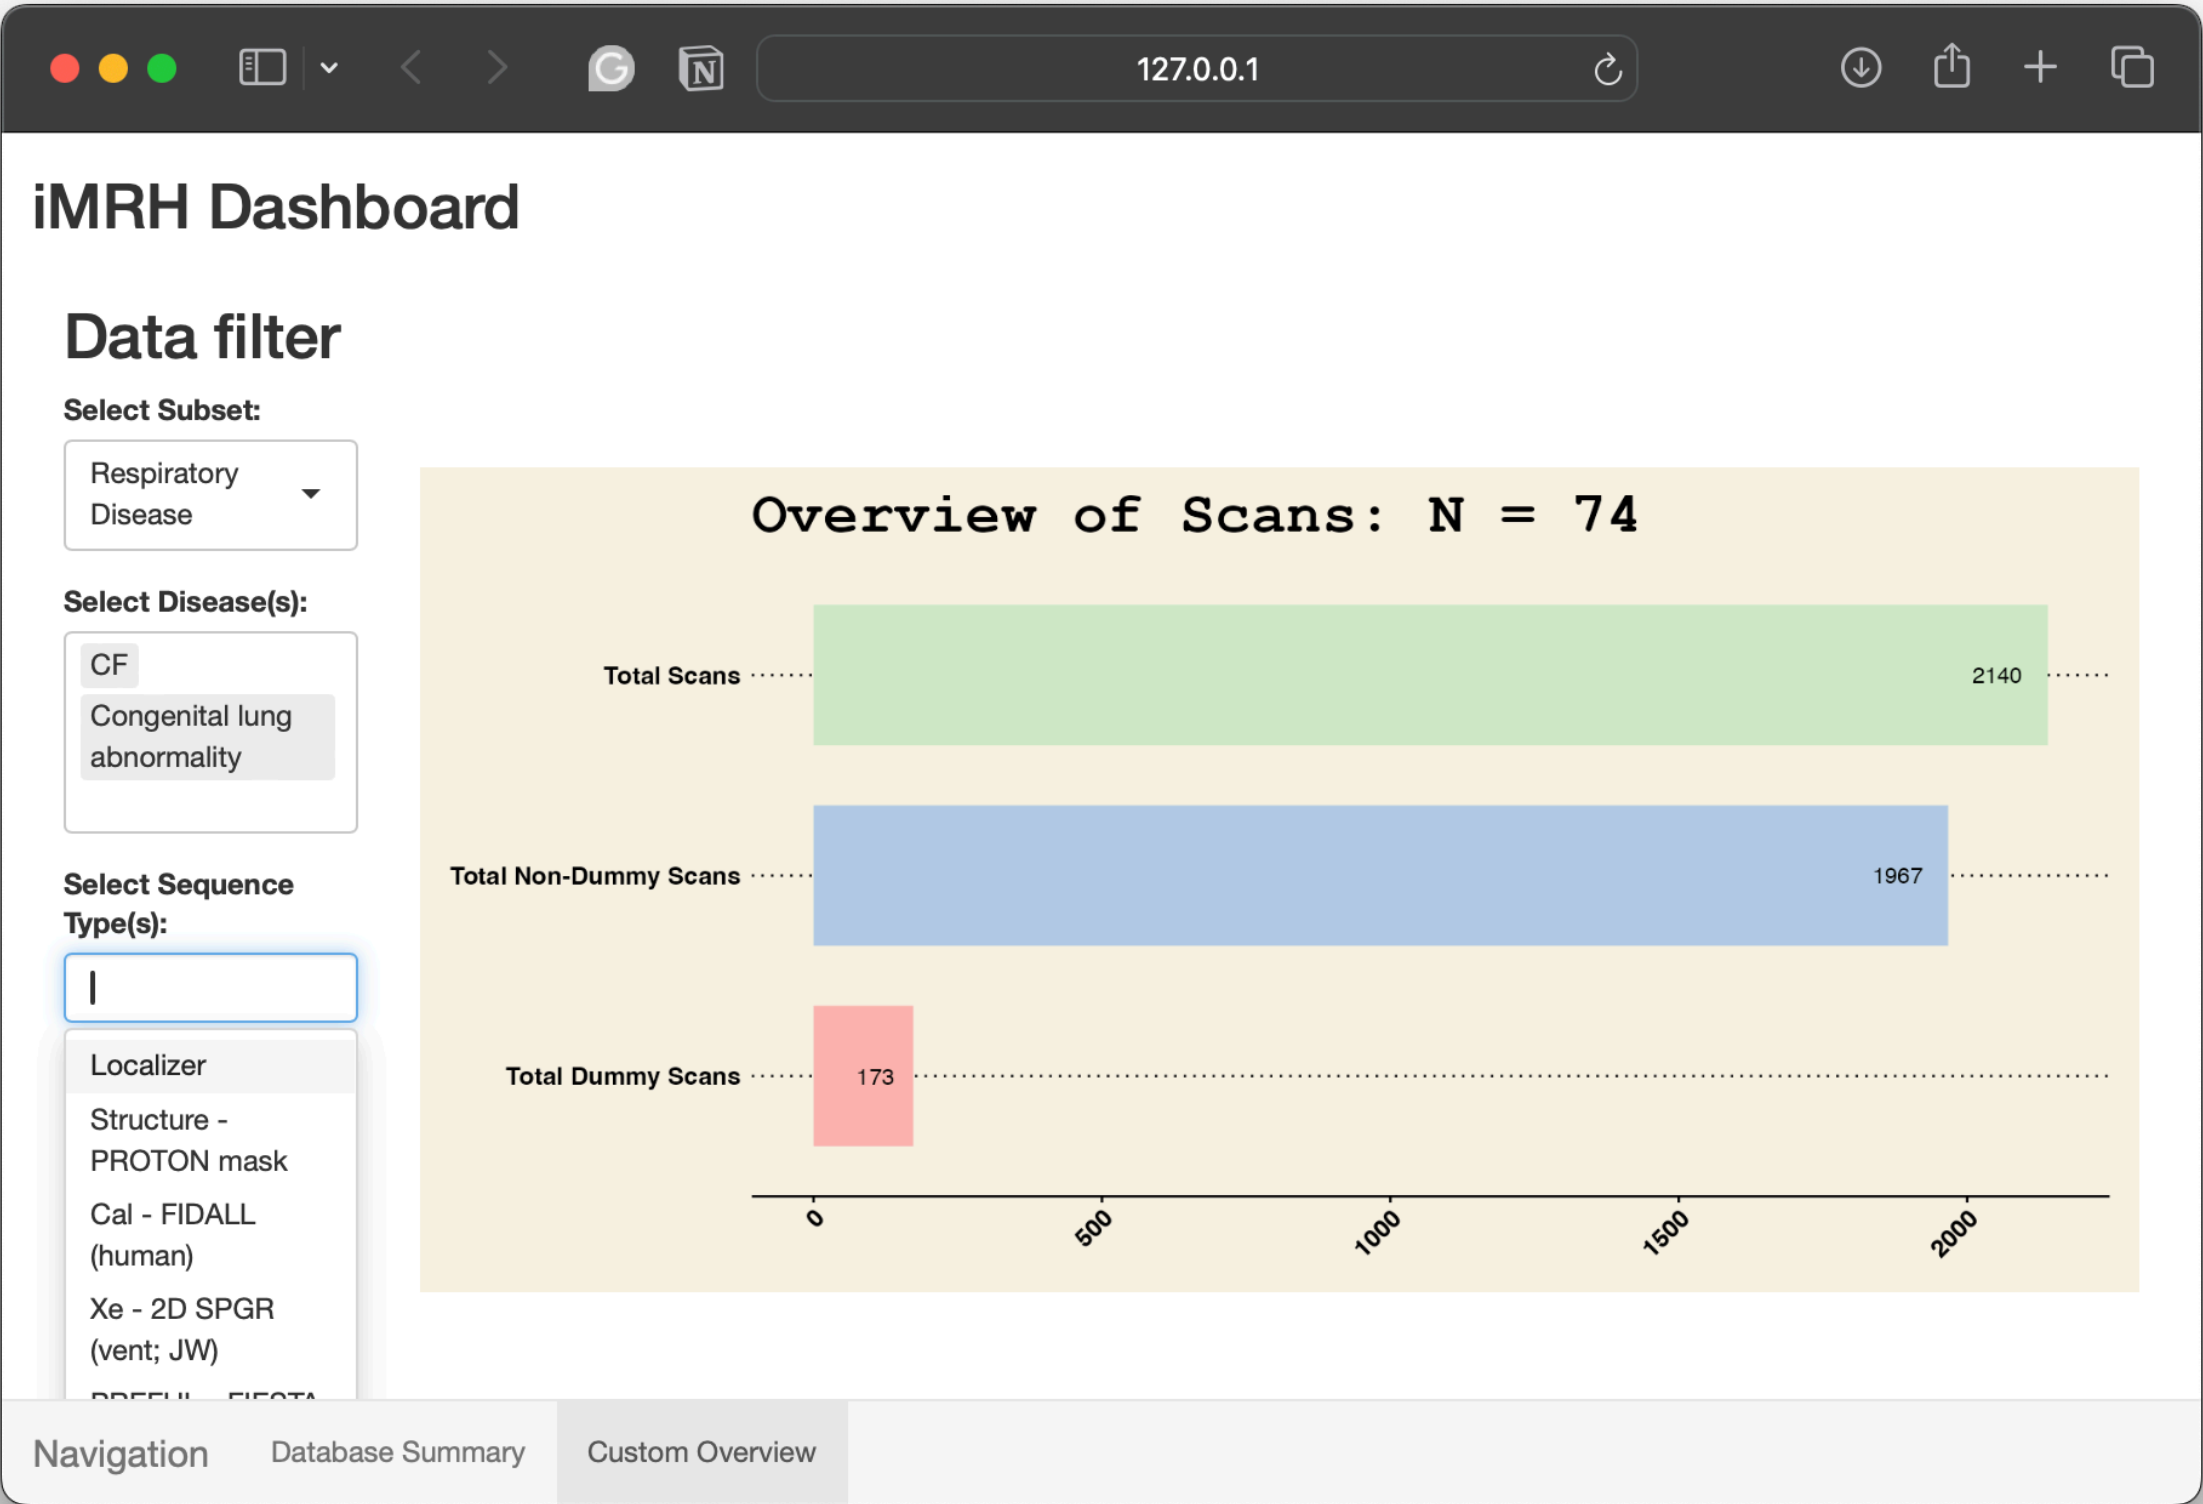 127.0.0.1
iMRH Dashboard
Data filter
Select Subset:
Respiratory
Disease
Select Disease(s):
CF
Congenital lung
abnormality
Select Sequence
Type(s):
Localizer
Structure -
PROTON mask
Cal - FIDALL
(human)
Xe - 2D SPGR
(vent; JW)
Overview of Scans: N = 74
Total Scans
2140
Total Non-Dummy Scans
1967
Total Dummy Scans
173
0
500
1000
1500
2000
Navigation
Database Summary
Custom Overview